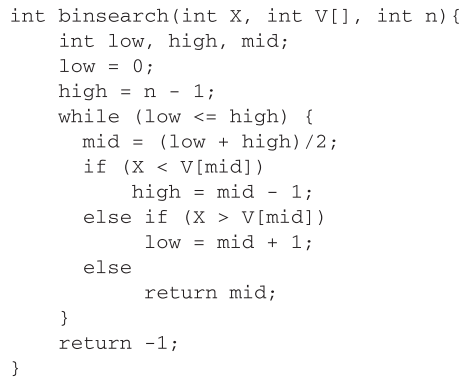 int binsearch(int X, int V[], int n){
    int low, high, mid;
    low = 0;
    high = n - 1;
    while (low <= high) {
      mid = (low + high)/2;
      if (X < V[mid])
          high = mid - 1;
      else if (X > V[mid])
           low = mid + 1;
      else
           return mid;
    }
    return -1;
}